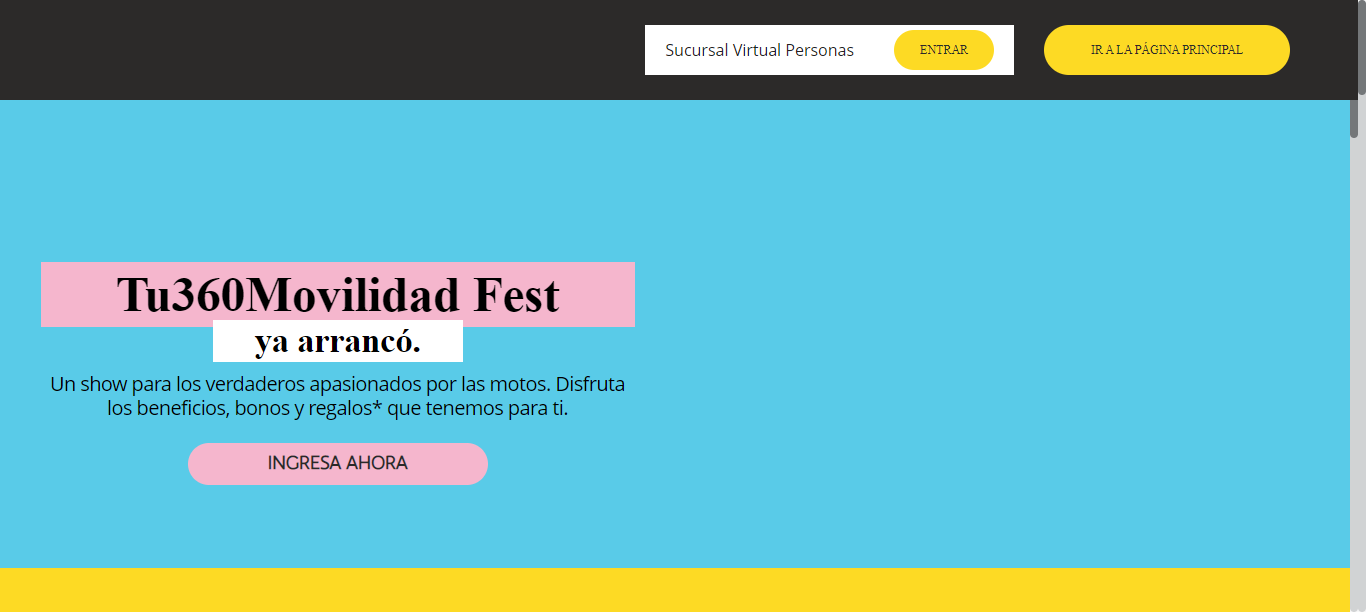 Sucursal Virtual Personas
ENTRAR
IR A LA PÁGINA PRINCIPAL
Tu360Movilidad Fest
ya arrancó.
Un show para los verdaderos apasionados por las motos. Disfruta
los beneficios, bonos y regalos* que tenemos para ti.
INGRESA AHORA